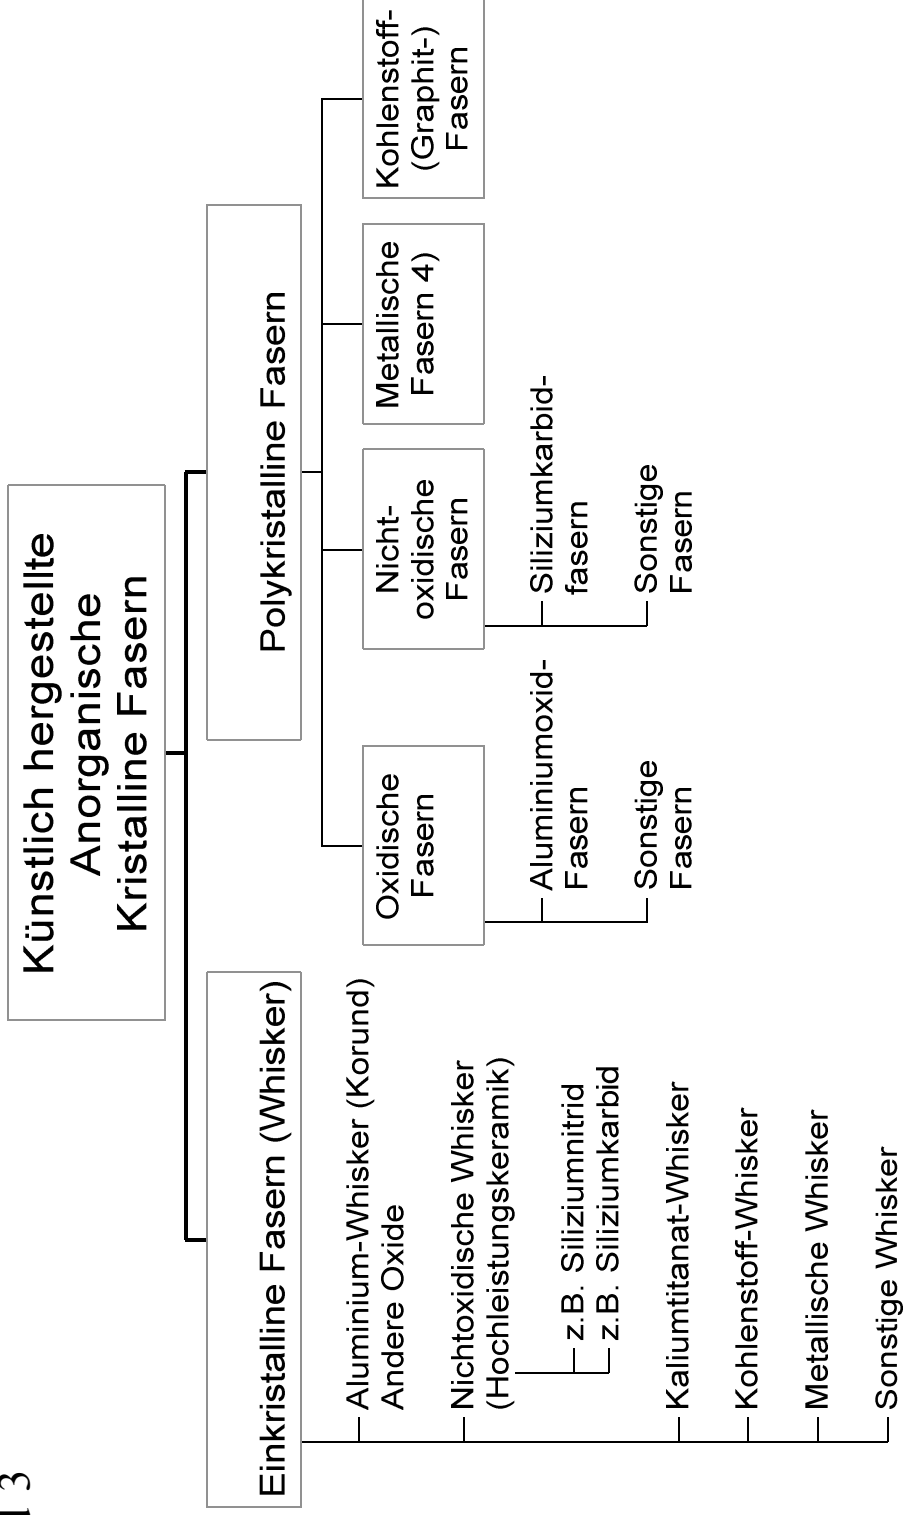 3
Künstlich hergestellte
Anorganische
Kristalline Fasern
Einkristalline Fasern (Whisker)
Aluminium-Whisker (Korund)
Andere Oxide
Nichtoxidische Whisker
(Hochleistungskeramik)
z.B. Siliziumnitrid
z.B. Siliziumkarbid
Kaliumtitanat-Whisker
Kohlenstoff-Whisker
Metallische Whisker
Sonstige Whisker
Polykristalline Fasern
Oxidische
Fasern
Aluminiumoxid-
Fasern
Sonstige
Fasern
Nicht-
oxidische
Fasern
Siliziumkarbid-
fasern
Sonstige
Fasern
Metallische
Fasern 4)
Kohlenstoff-
(Graphit-)
Fasern